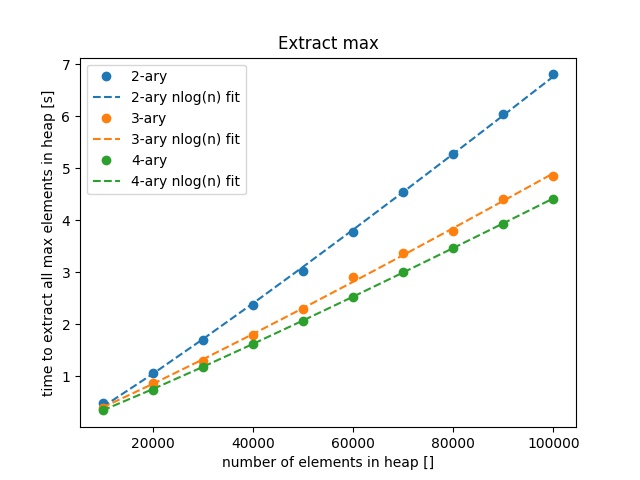 Extract max
2-ary
2-ary nlog(n) fit
3-ary
3-ary nlog(n) fit
4-ary
4-ary nlog(n) fit
time to extract all max elements in heap [s]
7
6
5
4
3
2
1
20000 40000 60000 80000 100000
number of elements in heap []